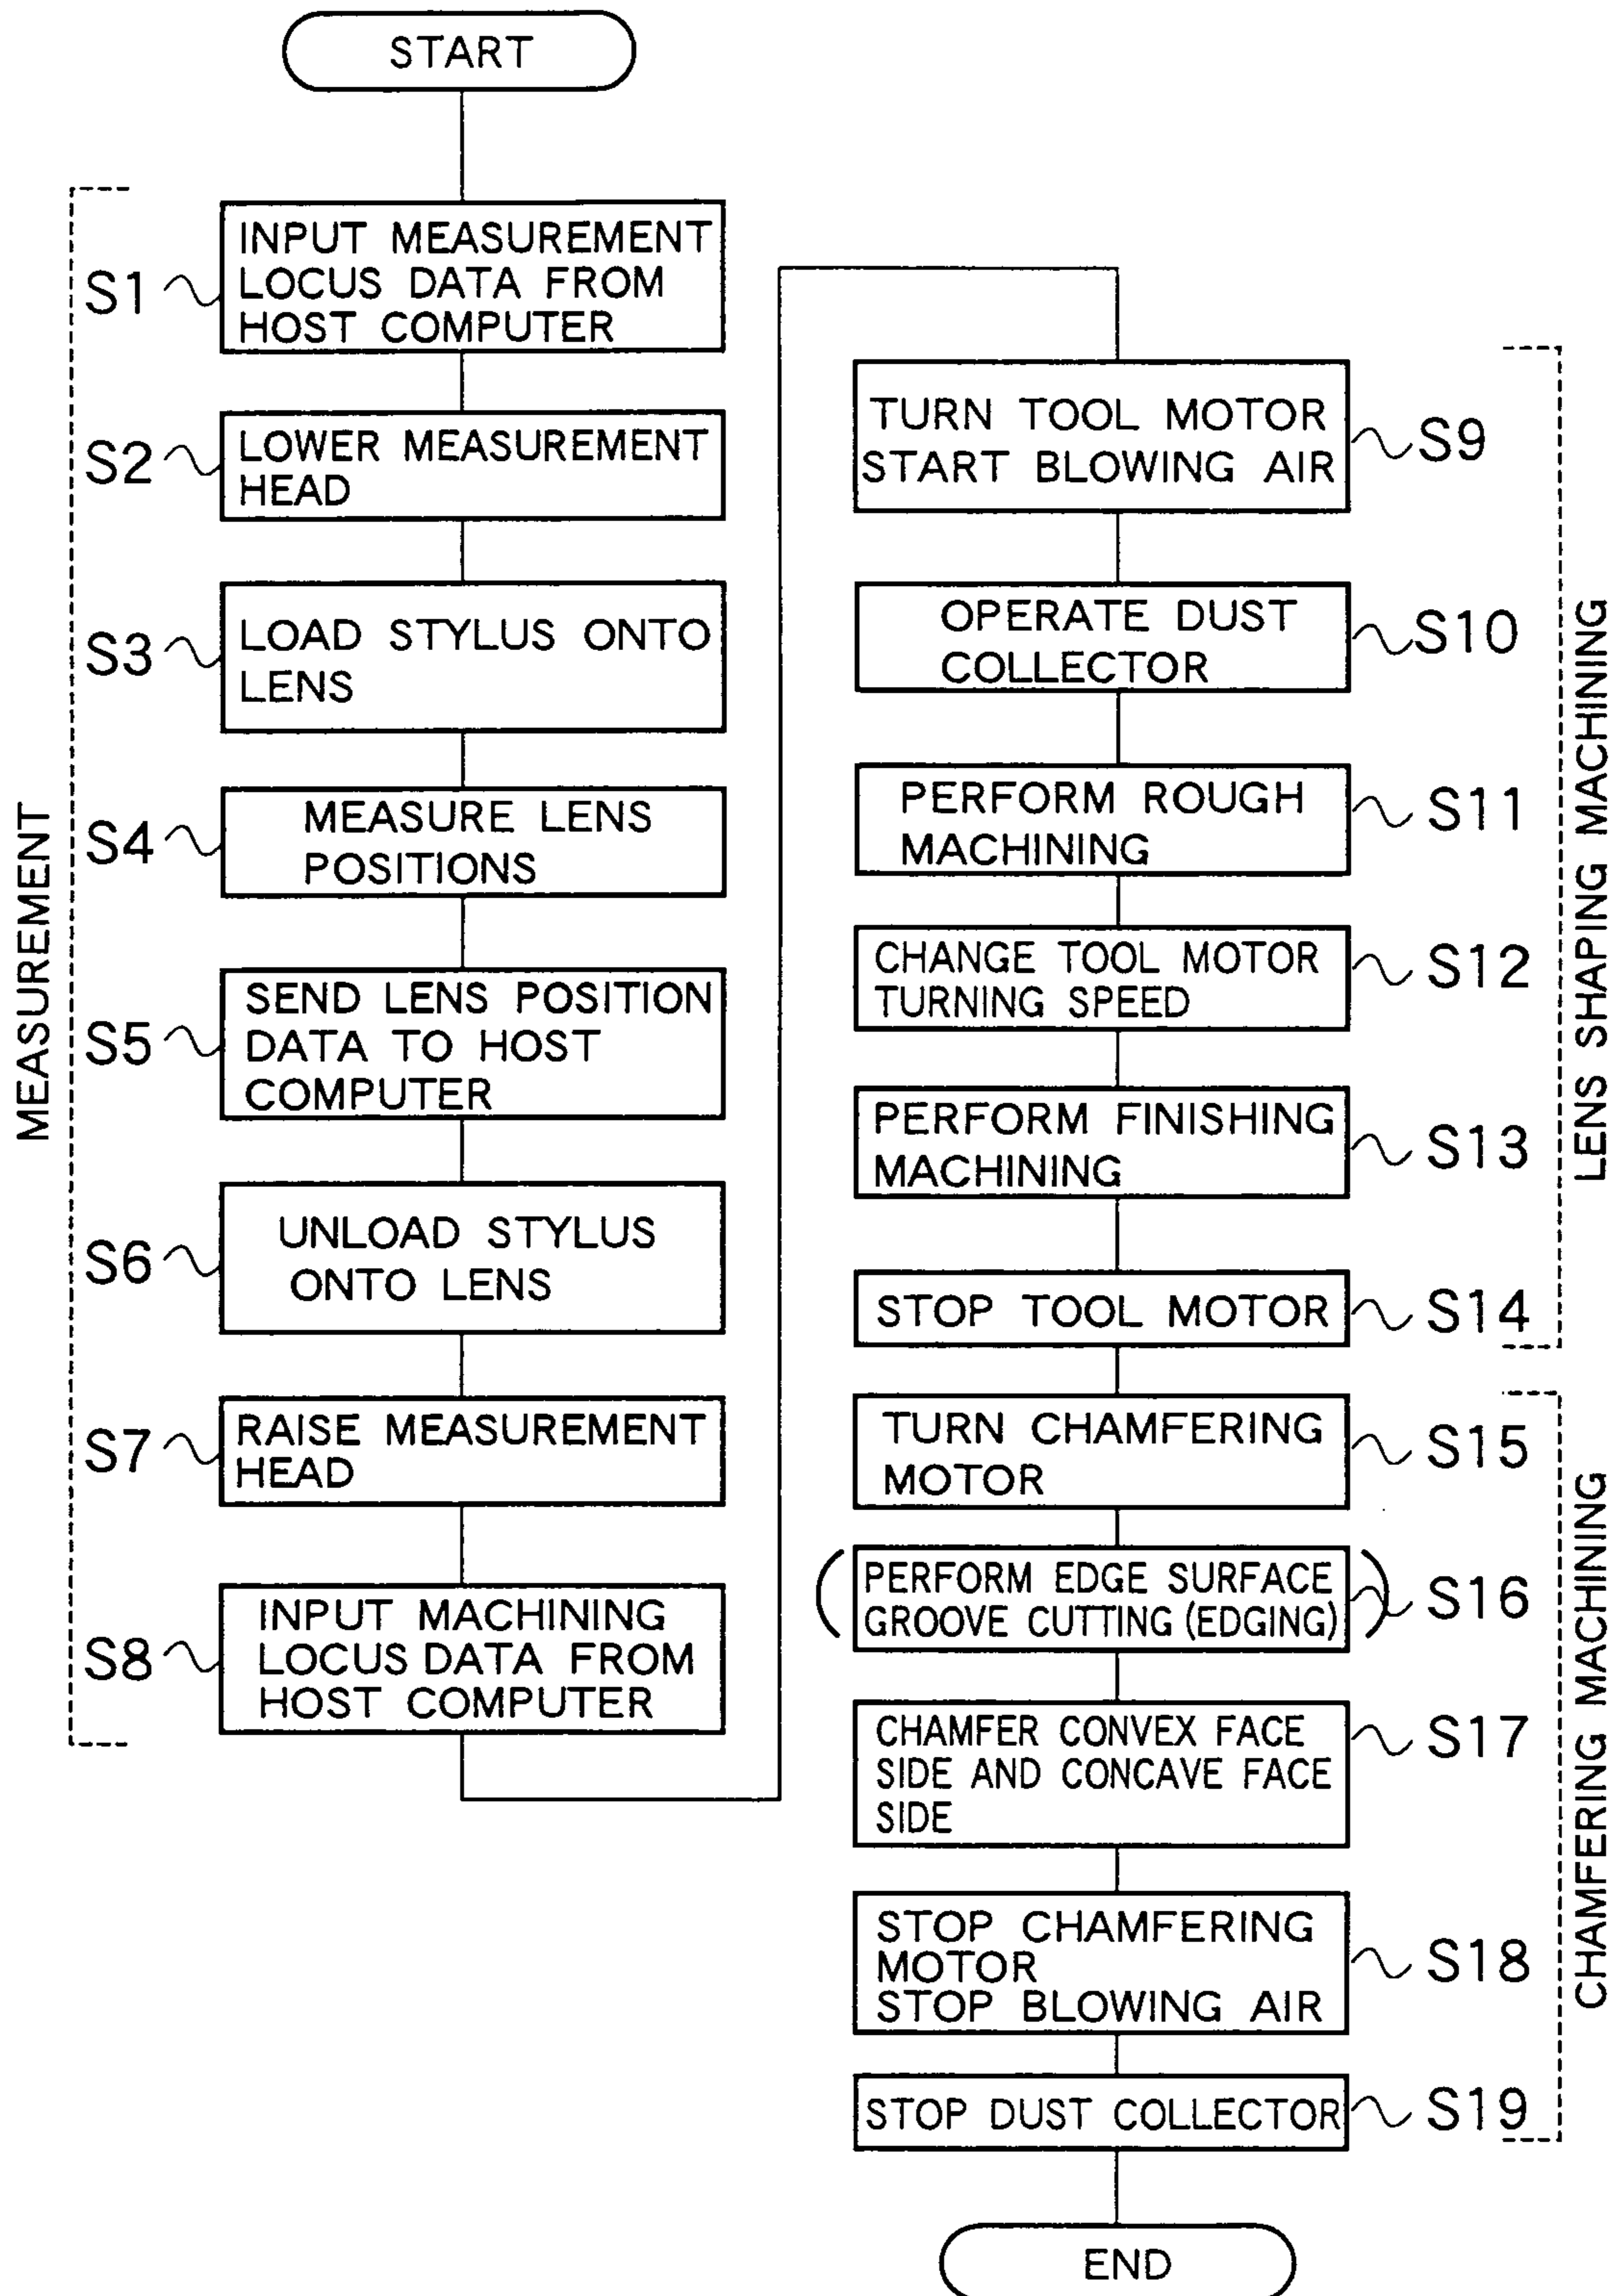 START
MEASUREMENT
S1
INPUT MEASUREMENT
LOCUS DATA FROM
HOST COMPUTER
S2
LOWER MEASUREMENT
HEAD
S3
LOAD STYLUS ONTO
LENS
S4
MEASURE LENS
POSITIONS
S5
SEND LENS POSITION
DATA TO HOST
COMPUTER
S6
UNLOAD STYLUS
ONTO LENS
S7
RAISE MEASUREMENT
HEAD
S8
INPUT MACHINING
LOCUS DATA FROM
HOST COMPUTER
LENS SHAPING MACHINING
TURN TOOL MOTOR
START BLOWING AIR
S9
OPERATE DUST
COLLECTOR
S10
PERFORM ROUGH
MACHINING
S11
CHANGE TOOL MOTOR
TURNING SPEED
S12
PERFORM FINISHING
MACHINING
S13
STOP TOOL MOTOR
S14
CHAMFERING MACHINING
TURN CHAMFERING
MOTOR
S15
(PERFORM EDGE SURFACE
GROOVE CUTTING (EDGING))
S16
CHAMFER CONVEX FACE
SIDE AND CONCAVE FACE
SIDE
S17
STOP CHAMFERING
MOTOR
STOP BLOWING AIR
S18
STOP DUST COLLECTOR
S19
END